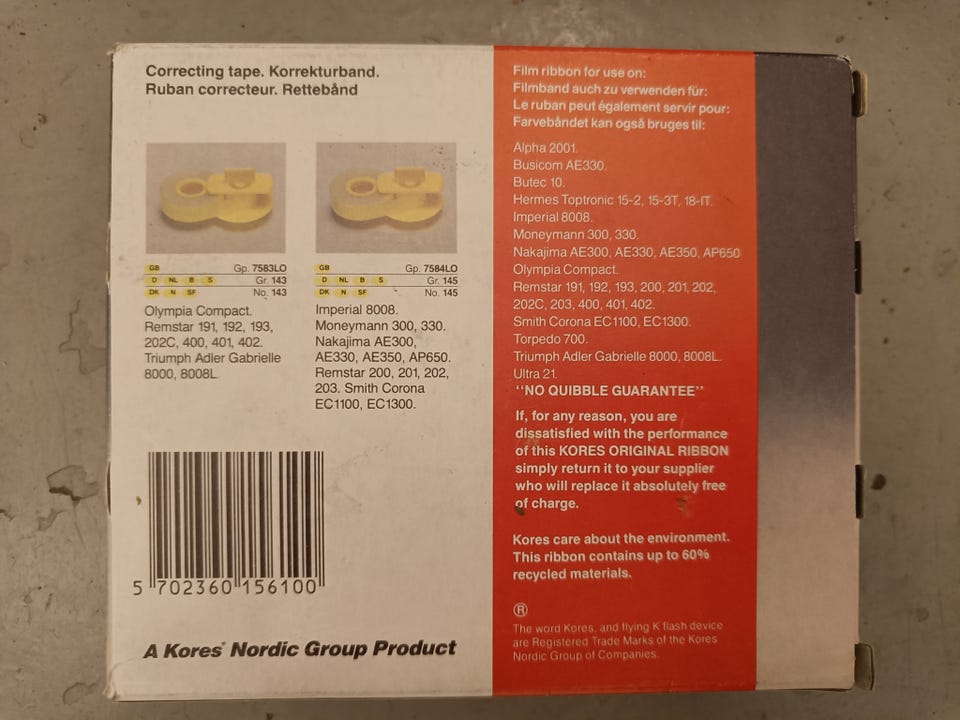 Correcting tape. Korrekturband.
Ruban correcteur. Rettebånd
GB Gp. 7583LO
D NL B S Gr. 143
DK N SF No. 143
Olympia Compact.
Remstar 191, 192, 193,
202C, 400, 401, 402.
Triumph Adler Gabrielle
8000, 8008L.
GB Gp. 7584LO
D NL B S Gr. 145
DK N SF No. 145
Imperial 8008.
Moneymann 300, 330.
Nakajima AE300,
AE330, AE350, AP650.
Remstar 200, 201, 202,
203. Smith Corona
EC1100, EC1300.
5 702360 156100
A Kores® Nordic Group Product
Film ribbon for use on:
Filmband auch zu verwenden für:
Le ruban peut également servir pour:
Farvebåndet kan også bruges til:
Alpha 2001.
Busicom AE330.
Butec 10.
Hermes Toptronic 15-2, 15-3T, 18-IT.
Imperial 8008.
Moneymann 300, 330.
Nakajima AE300, AE330, AE350, AP650
Olympia Compact.
Remstar 191, 192, 193, 200, 201, 202,
202C, 203, 400, 401, 402.
Smith Corona EC1100, EC1300.
Torpedo 700.
Triumph Adler Gabrielle 8000, 8008L.
Ultra 21.
"NO QUIBBLE GUARANTEE"
If, for any reason, you are
dissatisfied with the performance
of this KORES ORIGINAL RIBBON
simply return it to your supplier
who will replace it absolutely free
of charge.
Kores care about the environment.
This ribbon contains up to 60%
recycled materials.
®
The word Kores, and flying K flash device
are Registered Trade Marks of the Kores
Nordic Group of Companies.